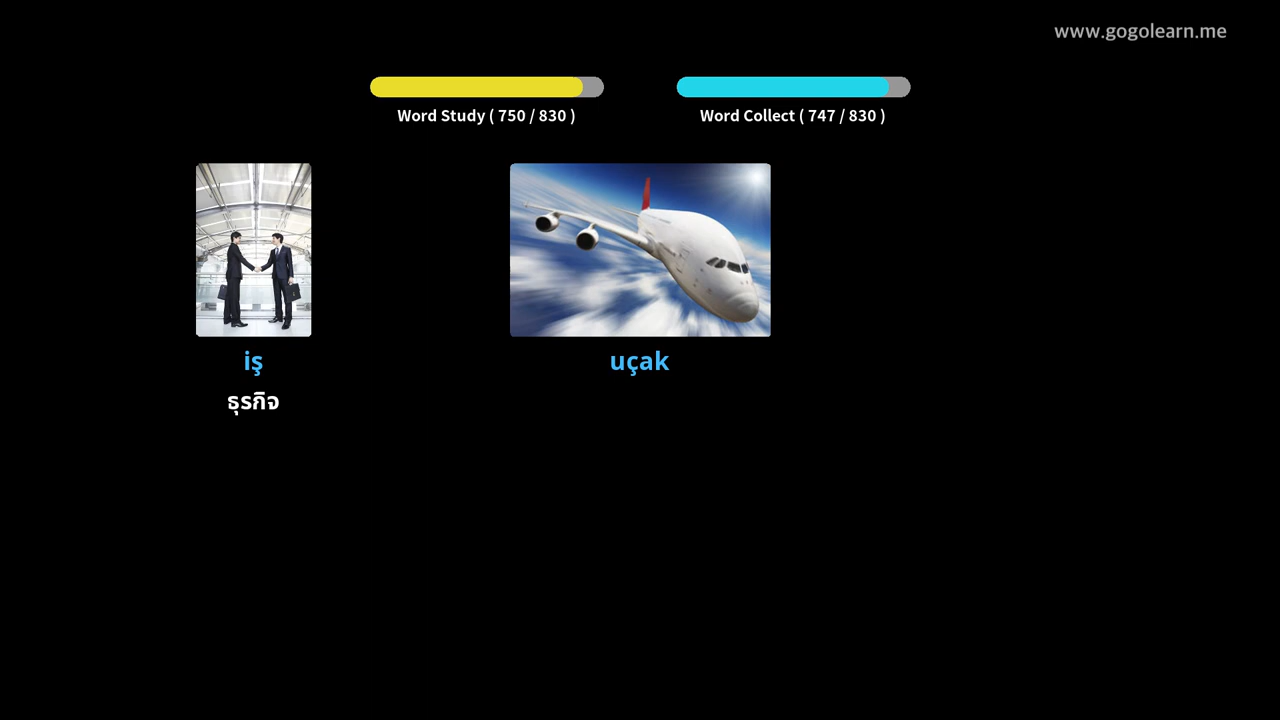 www.gogolearn.me
Word Study ( 750 / 830 )
Word Collect ( 747 / 830 )
iş
ธุรกิจ
uçak